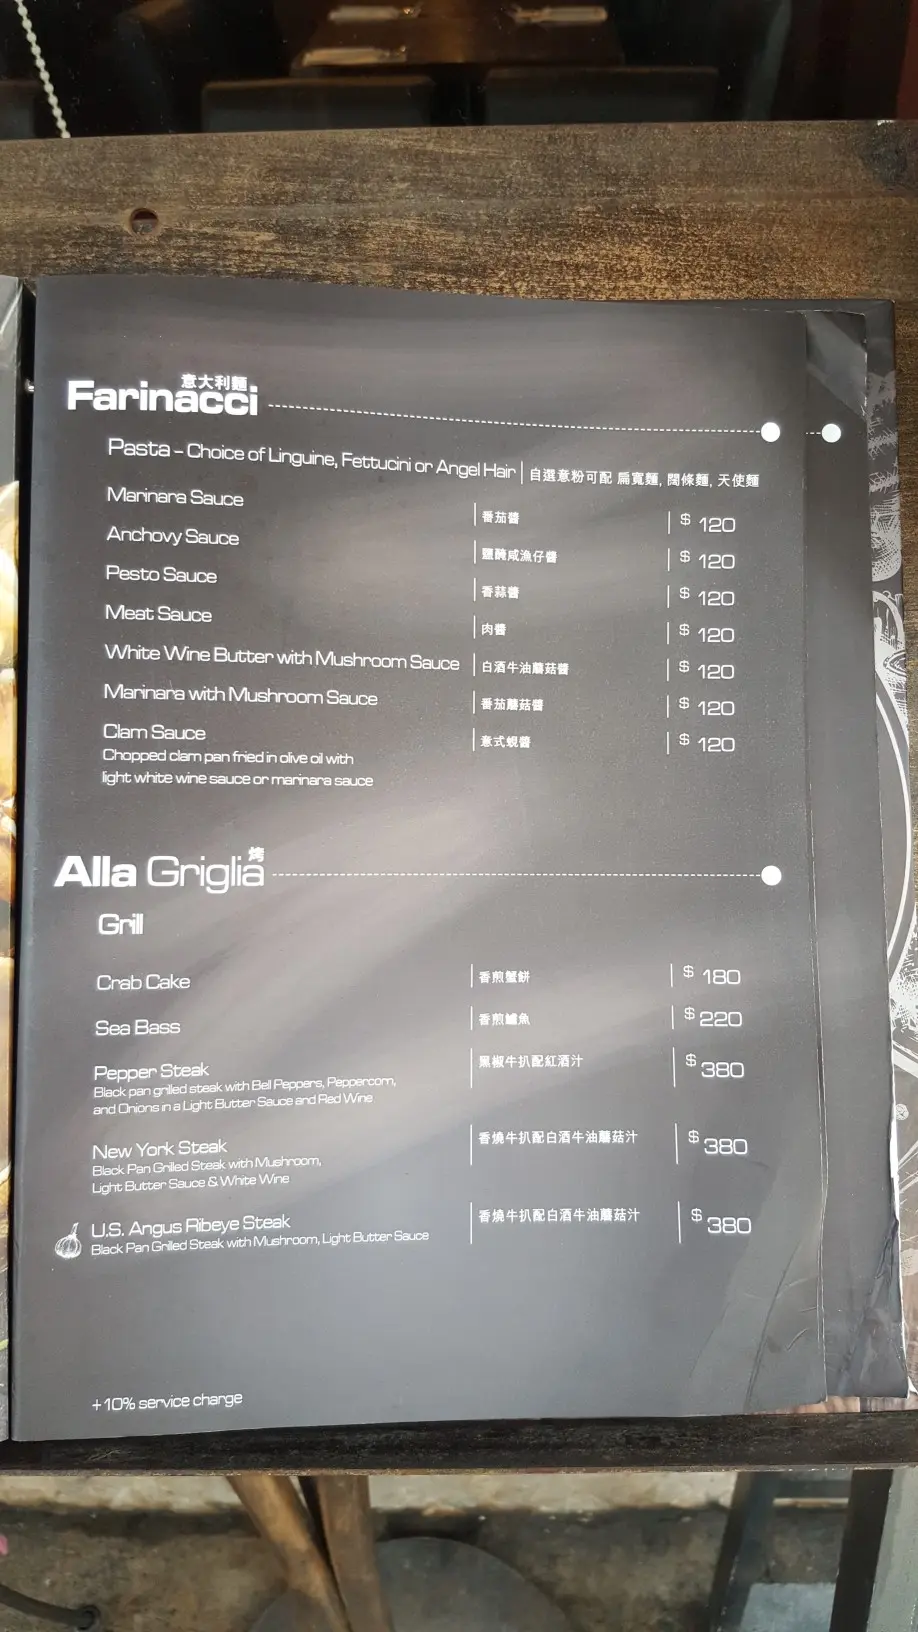 意大利麵
Farinacci
Pasta - Choice of Linguine, Fettucini or Angel Hair | 自選意粉可配 扁寬麵, 闊條麵, 天使麵
Marinara Sauce | 番茄醬 | $ 120
Anchovy Sauce | 鹽醃咸漁仔醬 | $ 120
Pesto Sauce | 香蒜醬 | $ 120
Meat Sauce | 肉醬 | $ 120
White Wine Butter with Mushroom Sauce | 白酒牛油蘑菇醬 | $ 120
Marinara with Mushroom Sauce | 番茄蘑菇醬 | $ 120
Clam Sauce | 意式蜆醬 | $ 120
Chopped clam pan fried in olive oil with
light white wine sauce or marinara sauce
烤
Alla Griglia
Grill
Crab Cake | 香煎蟹餅 | $ 180
Sea Bass | 香煎鱸魚 | $ 220
Pepper Steak | 黑椒牛扒配紅酒汁 | $ 380
Black pan grilled steak with Bell Peppers, Peppercorn,
and Onions in a Light Butter Sauce and Red Wine
New York Steak | 香燒牛扒配白酒牛油蘑菇汁 | $ 380
Black Pan Grilled Steak with Mushroom,
Light Butter Sauce & White Wine
U.S. Angus Ribeye Steak | 香燒牛扒配白酒牛油蘑菇汁 | $ 380
Black Pan Grilled Steak with Mushroom, Light Butter Sauce
+10% service charge